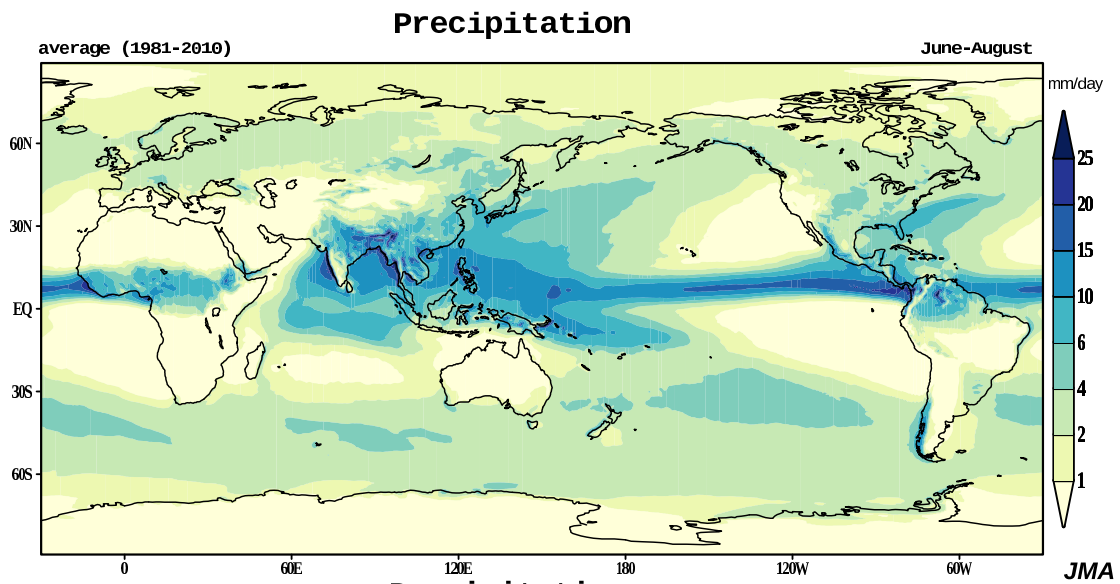 Precipitation
average (1981-2010)
June-August
mm/day
60N
30N
EQ
30S
60S
25
20
15
10
6
4
2
1
0
60E
120E
180
120W
60W
JMA
Precipitation